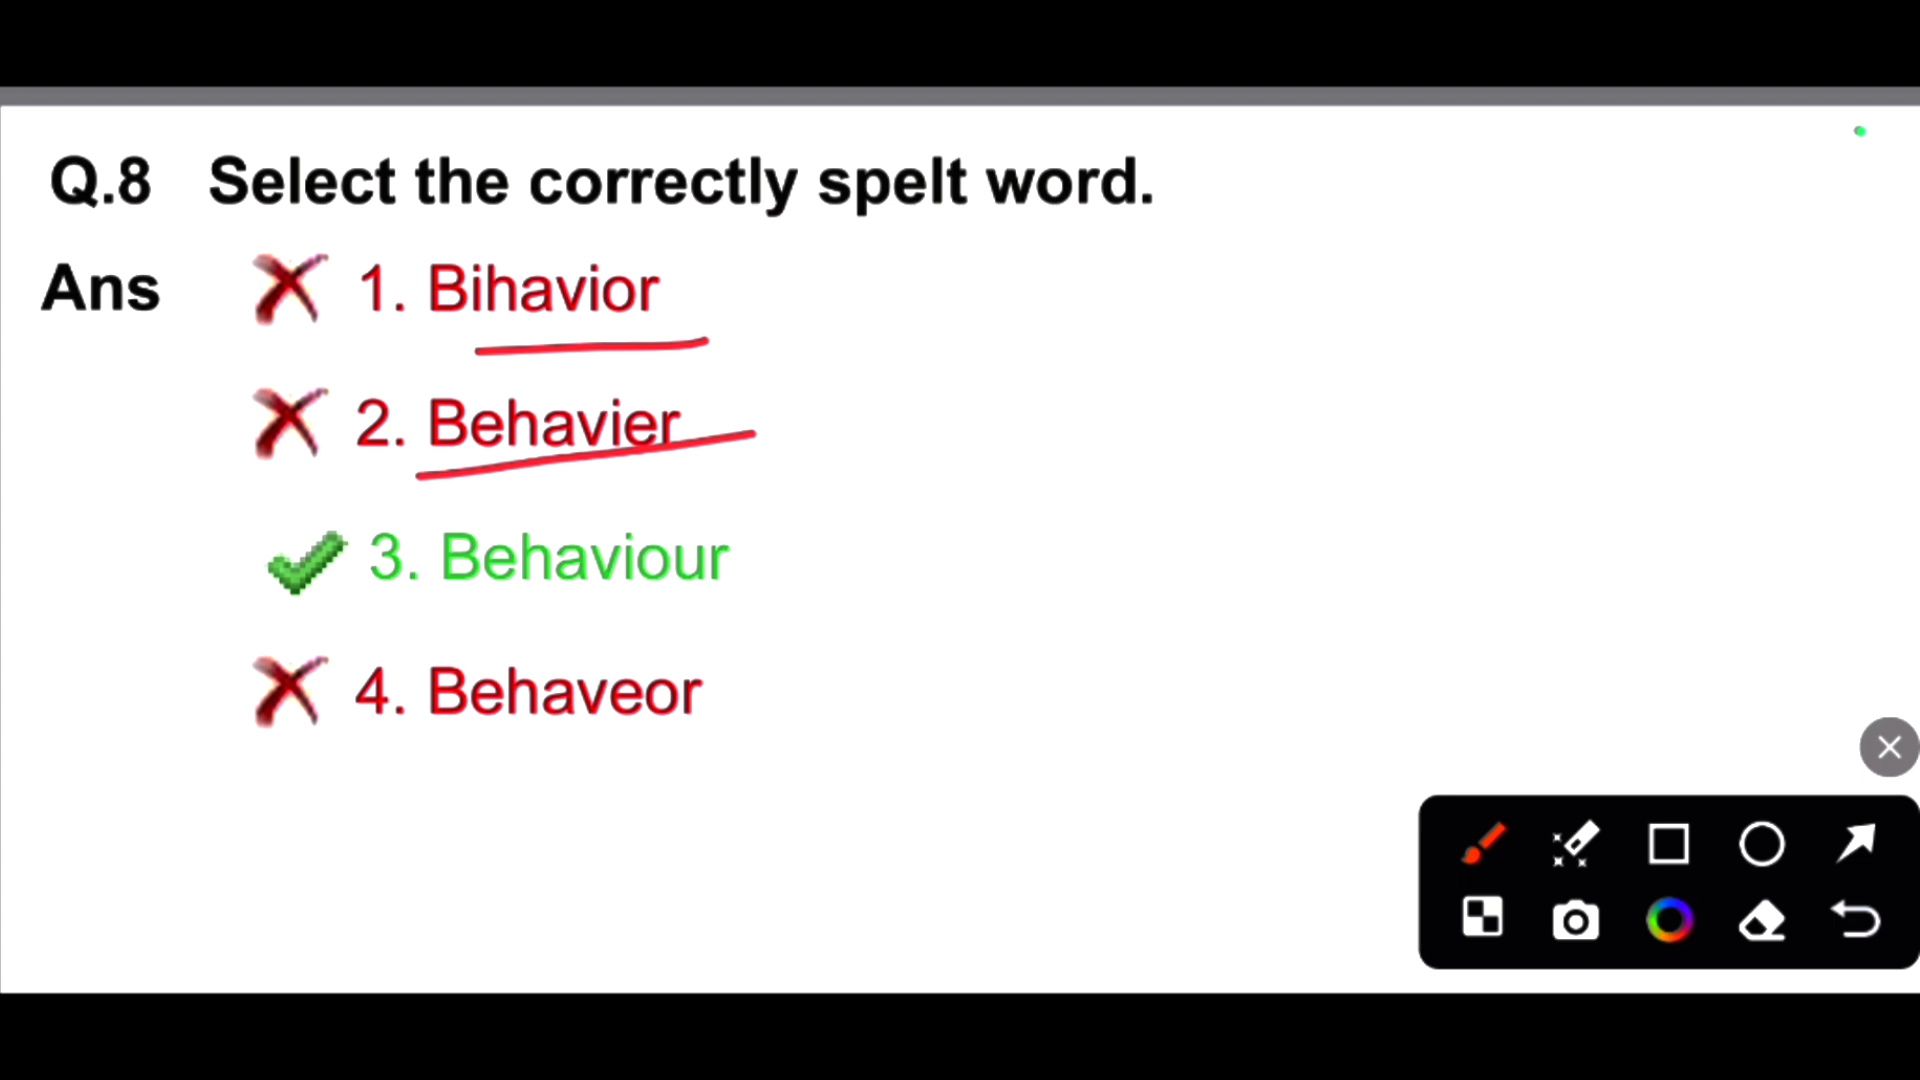 Q.8 Select the correctly spelt word.
Ans 1. Bihavior
2. Behavier
3. Behaviour
4. Behaveor